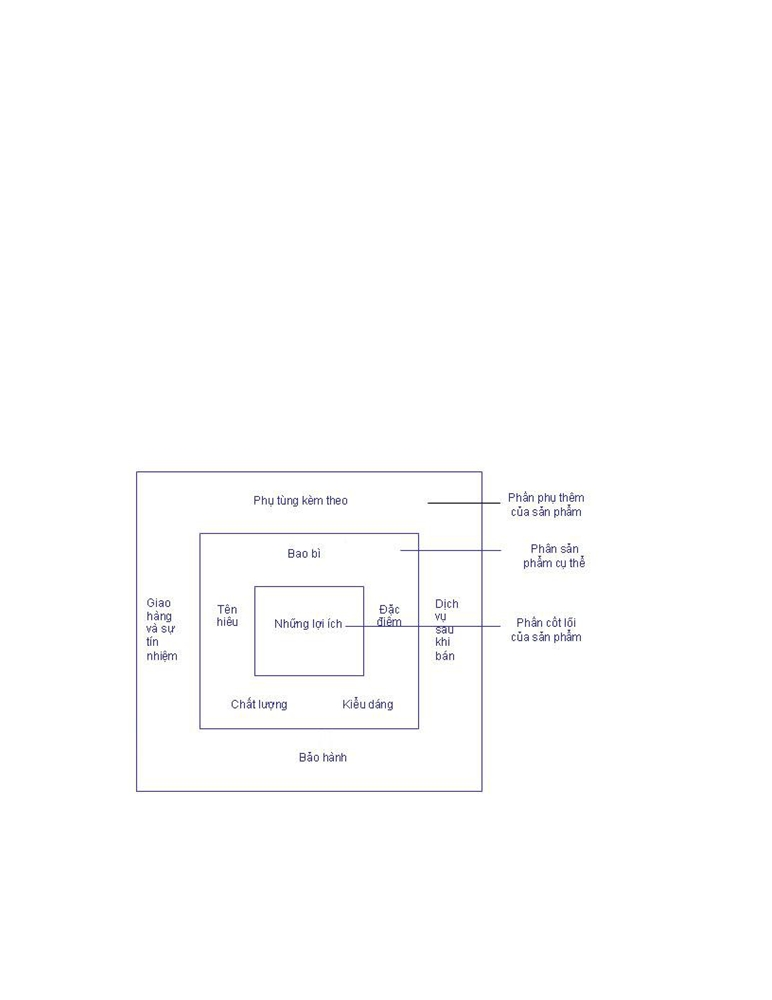 Phụ tùng kèm theo
Phần phụ thêm
của sản phẩm
Bao bì
Phần sản
phẩm cụ thể
Giao
hàng
và sự
tín
nhiệm
Tên
hiêu
Những lợi ích
Đặc
điểm
Dịch
vụ
sau
khi
bán
Phần cốt lõi
của sản phẩm
Chất lượng
Kiểu dáng
Bảo hành